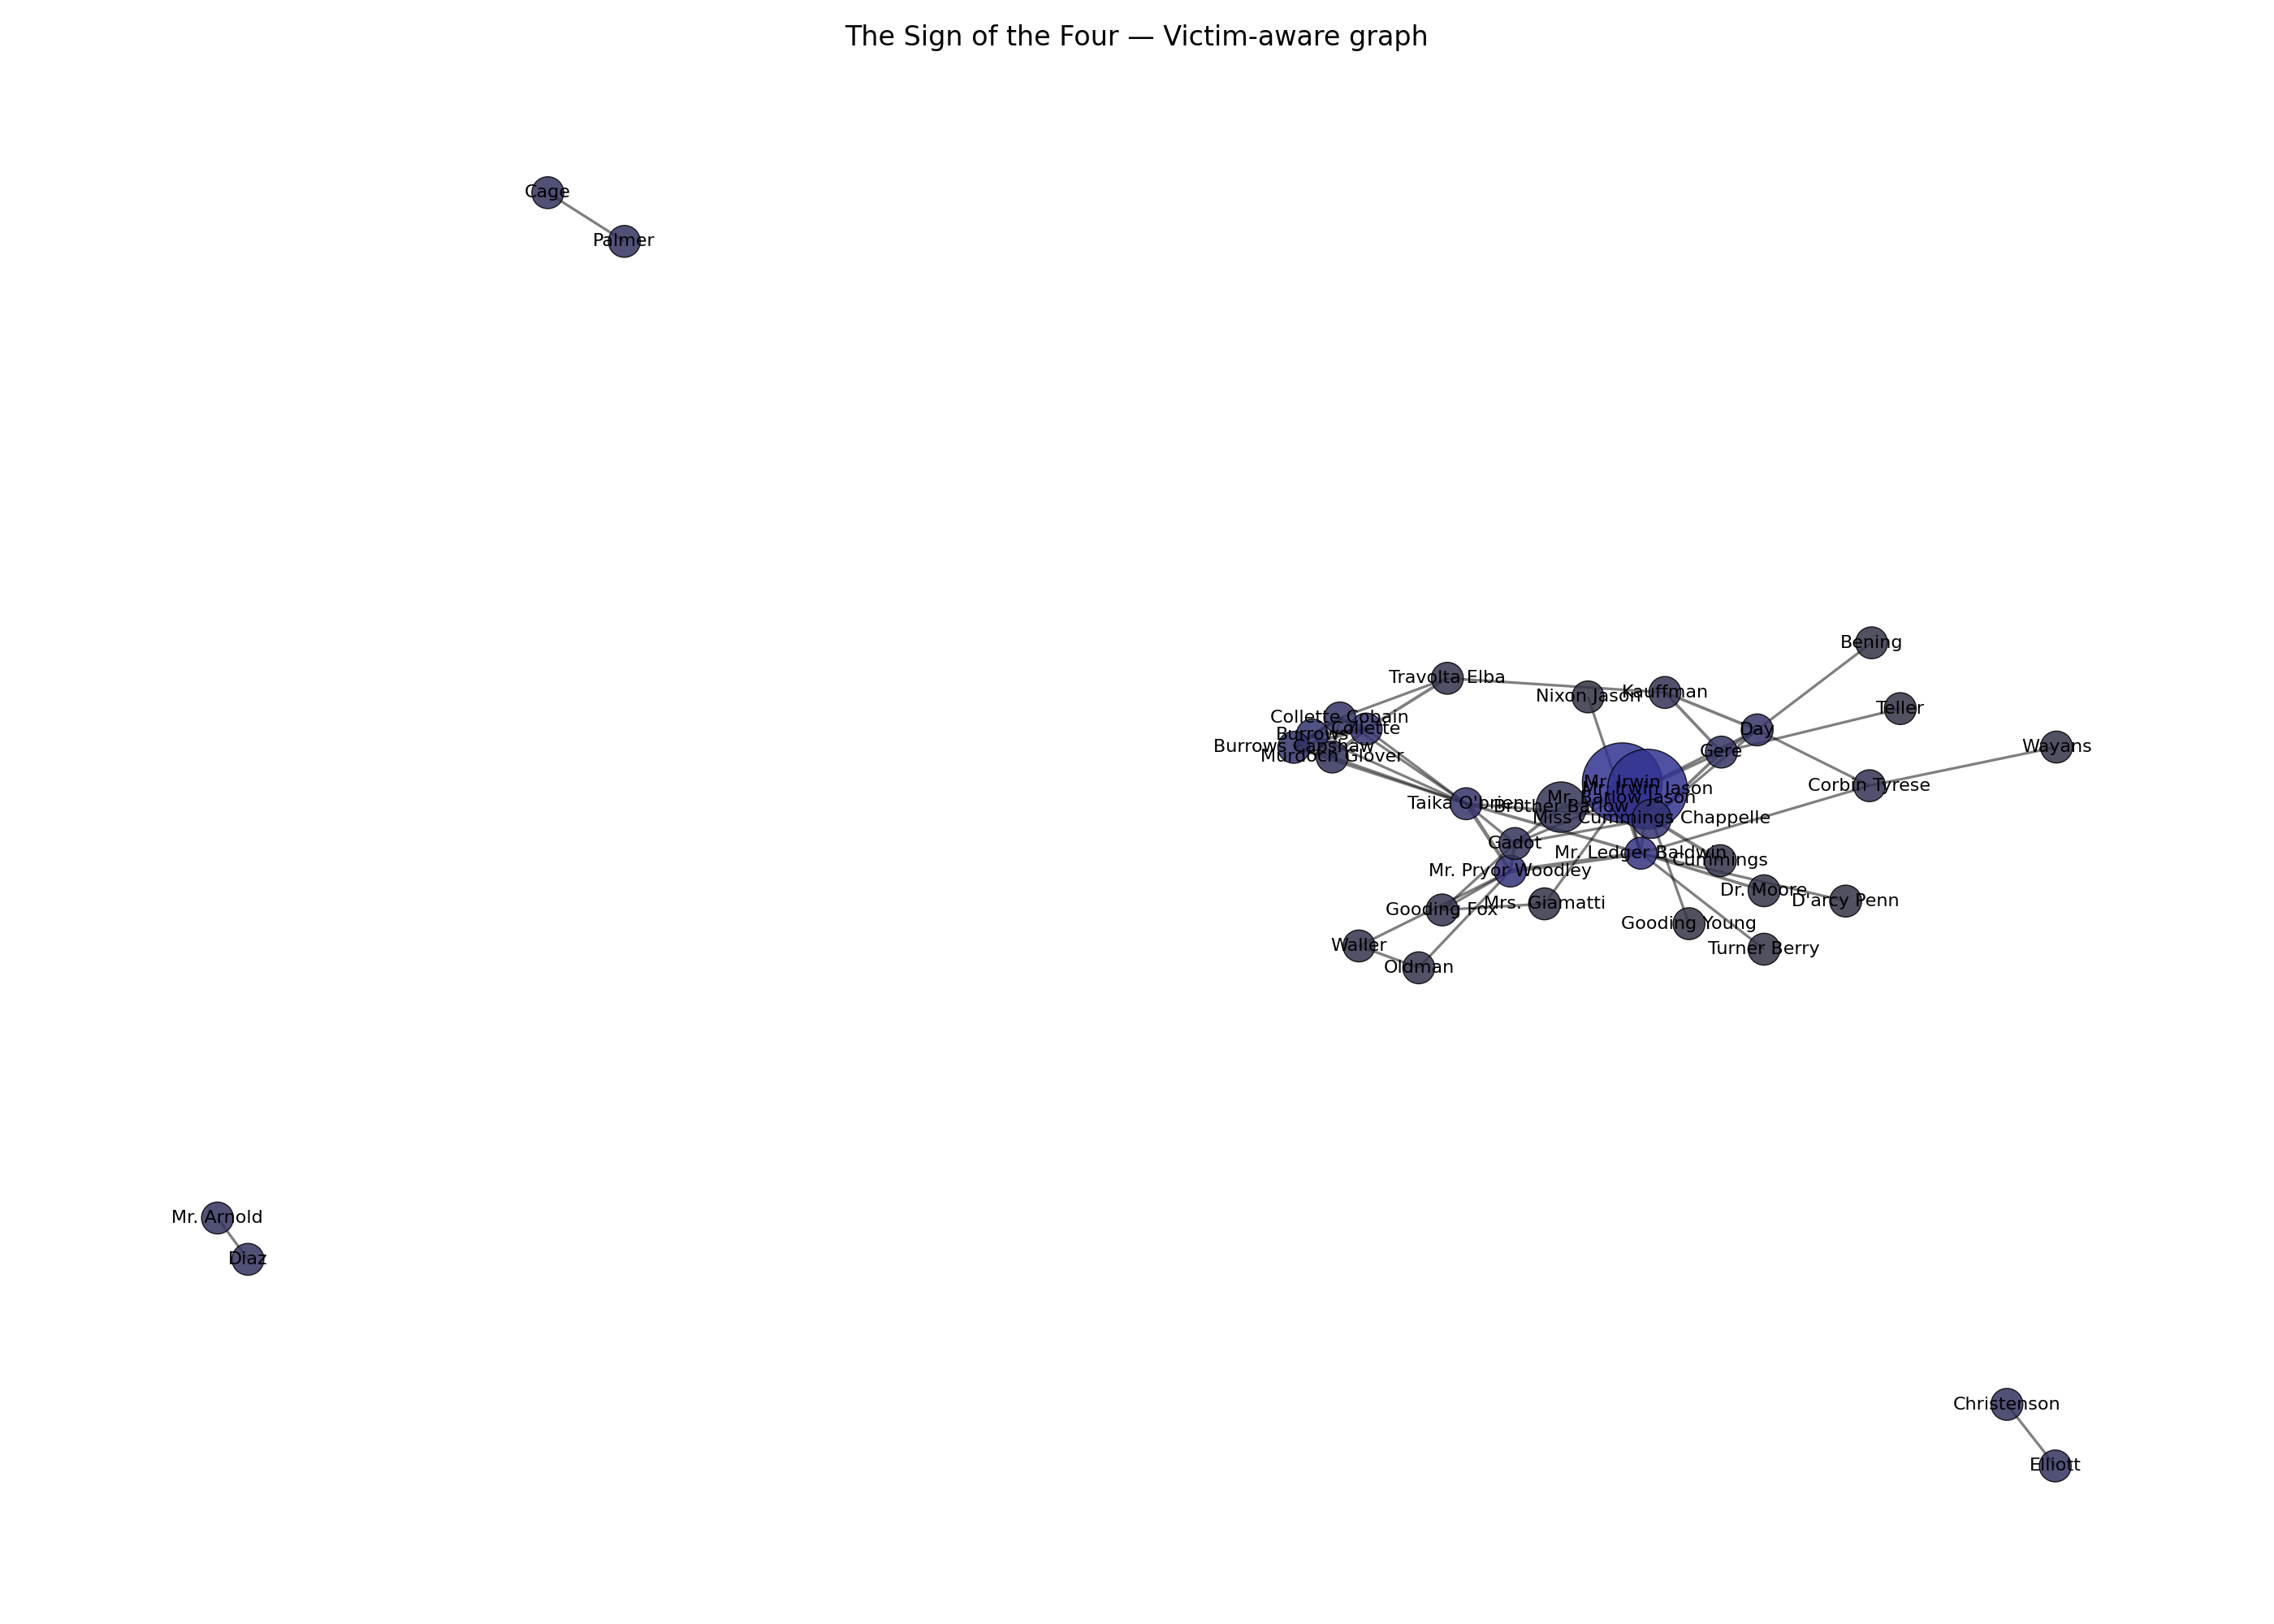 The Sign of the Four — Victim-aware graph
Cage
Palmer
Bening
Travolta Elba
Nixon Jason
Kauffman
Teller
Collette Cobain
Collette
Day
Burrows
Burrows Capshaw
Wayans
Gere
Murdoch Glover
Mr. Irwin
Corbin Tyrese
Mr. Irwin Jason
Mr. Barlow Jason
Taika O'brien
Brother Barlow
Miss Cummings Chappelle
Gadot
Mr. Ledger Baldwin
Cummings
Mr. Pryor Woodley
Dr. Moore
D'arcy Penn
Mrs. Giamatti
Gooding Fox
Gooding Young
Waller
Turner Berry
Oldman
Mr. Arnold
Diaz
Christenson
Elliott